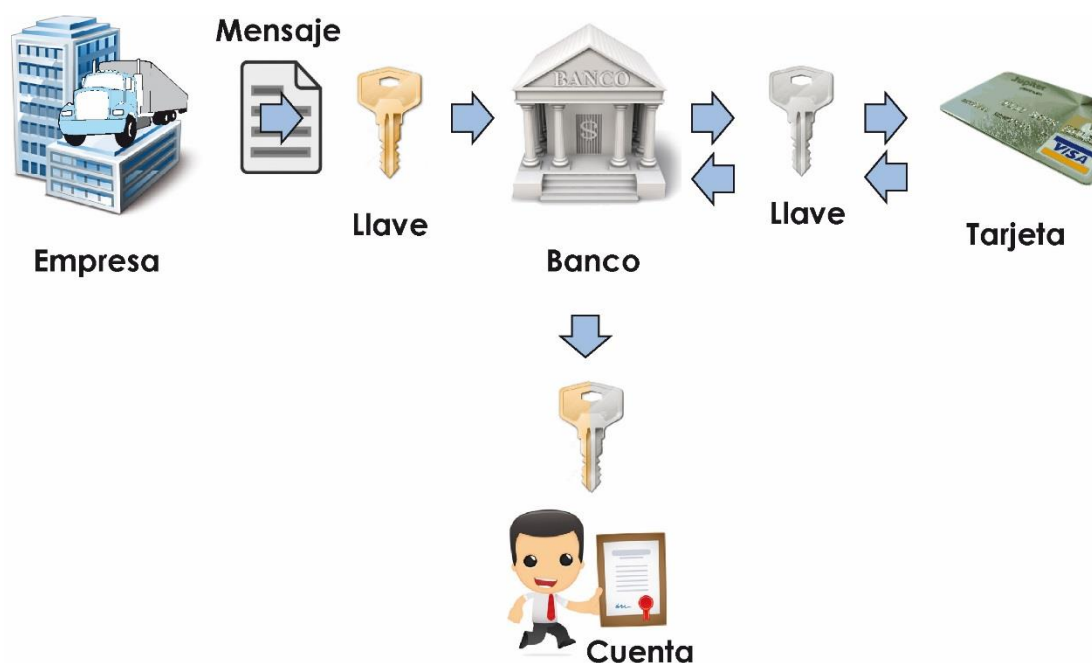 Mensaje
BANCO
$
VISA
Llave
Llave
Tarjeta
Empresa
Banco
Cuenta